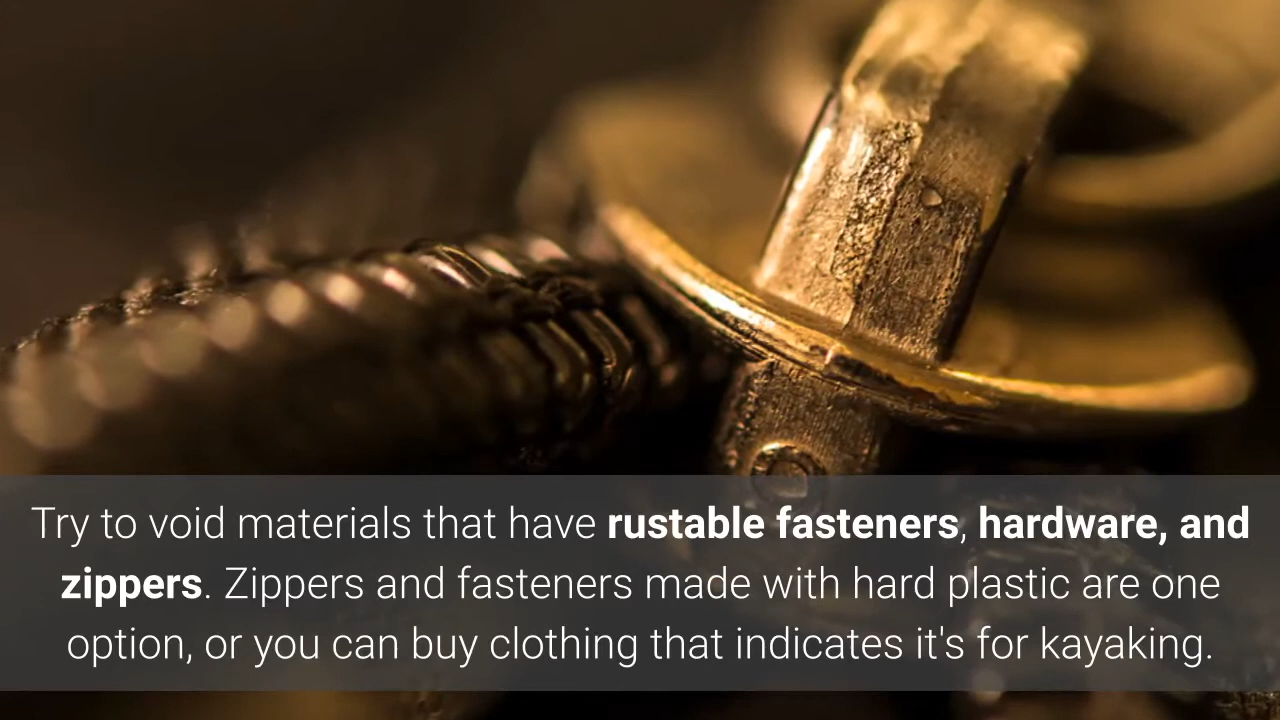 Try to void materials that have rustable fasteners, hardware, and
zippers. Zippers and fasteners made with hard plastic are one
option, or you can buy clothing that indicates it's for kayaking.